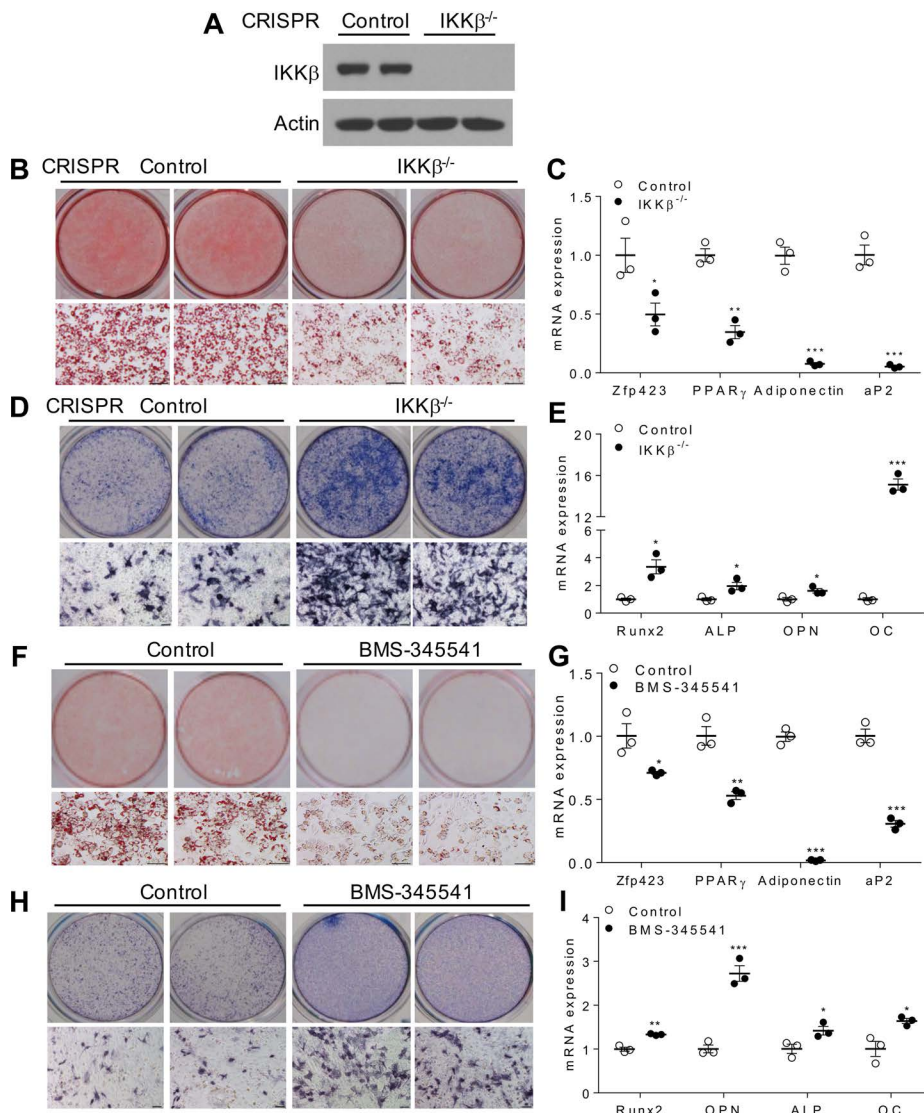 A CRISPR Control IKKβ-/-
IKKβ
Actin
B CRISPR Control IKKβ-/-
C
Control
IKKβ-/-
mRNA expression
1.5
1.0
0.5
0.0
*
**
***
***
Zfp423 PPARγ Adiponectin aP2
D CRISPR Control IKKβ-/-
E
Control
IKKβ-/-
mRNA expression
20
16
12
6
4
2
0
*
*
*
***
Runx2 ALP OPN OC
F Control BMS-345541
G
Control
BMS-345541
mRNA expression
1.5
1.0
0.5
0.0
*
**
***
***
Zfp423 PPARγ Adiponectin aP2
H Control BMS-345541
I
Control
BMS-345541
mRNA expression
4
3
2
1
0
**
***
*
*
Runx2 OPN ALP OC